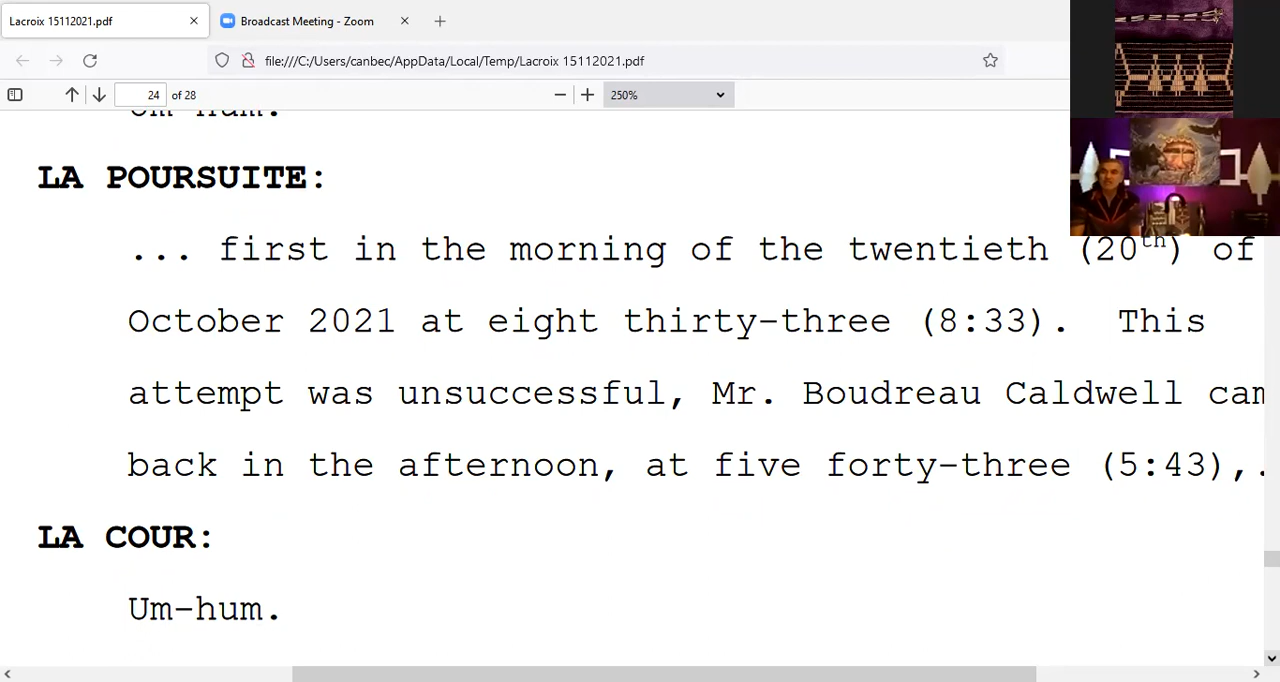 Lacroix 15112021.pdf
Broadcast Meeting - Zoom
file:///C:/Users/canbec/AppData/Local/Temp/Lacroix 15112021.pdf
24 of 28
250%
Um-hum.
LA POURSUITE:
... first in the morning of the twentieth (20th) of
October 2021 at eight thirty-three (8:33). This
attempt was unsuccessful, Mr. Boudreau Caldwell cam
back in the afternoon, at five forty-three (5:43),.
LA COUR:
Um-hum.